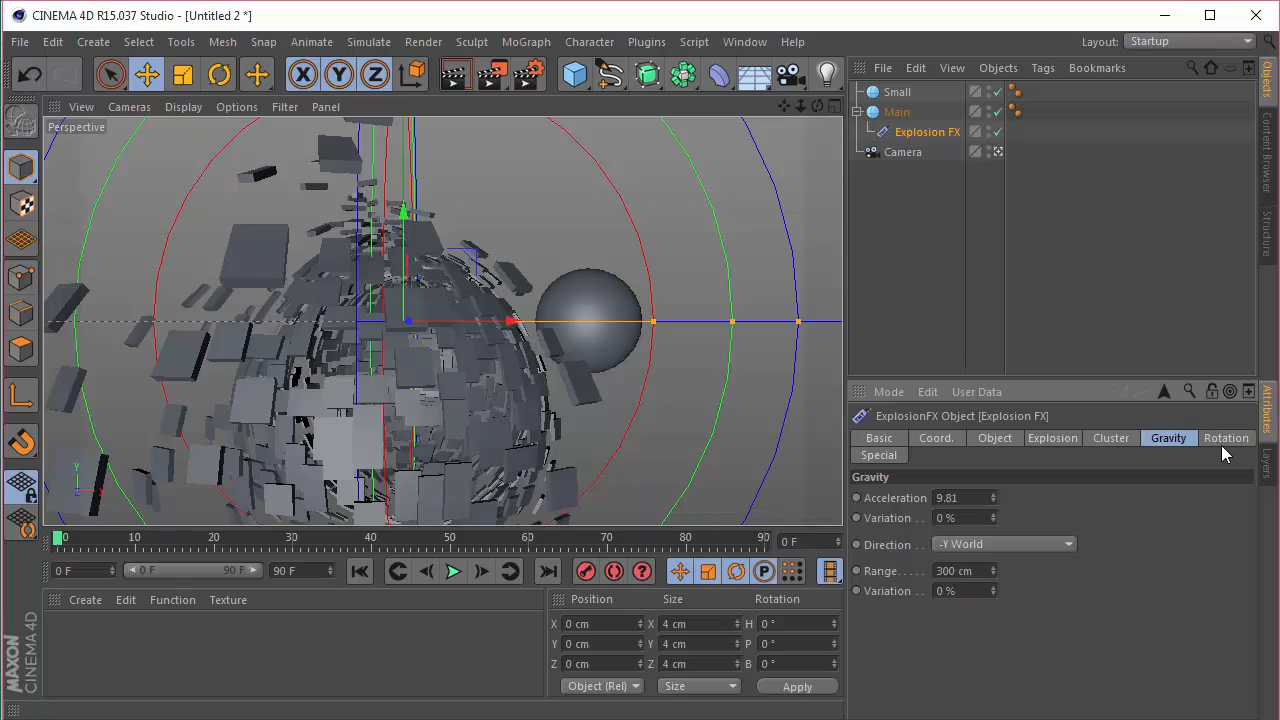 CINEMA 4D R15.037 Studio - [Untitled 2 *]
File Edit Create Select Tools Mesh Snap Animate Simulate Render Sculpt MoGraph Character Plugins Script Window Help Layout: Startup
X Y Z
File Edit View Objects Tags Bookmarks
View Cameras Display Options Filter Panel
Perspective
Small
Main
Explosion FX
Camera
Objects
Content Browser
Structure
Mode Edit User Data
ExplosionFX Object [Explosion FX]
Basic Coord. Object Explosion Cluster Gravity Rotation
Special
Gravity
Acceleration 9.81
Variation . . 0 %
Direction . . -Y World
Range. . . . . 300 cm
Variation . . 0 %
Attributes
Layers
Y
X
Z
0 10 20 30 40 50 60 70 80 90 0 F
0 F 0 F 90 F 90 F P
Create Edit Function Texture
Position Size Rotation
X 0 cm X 4 cm H 0 °
Y 0 cm Y 4 cm P 0 °
Z 0 cm Z 4 cm B 0 °
Object (Rel) Size Apply
MAXON
CINEMA 4D